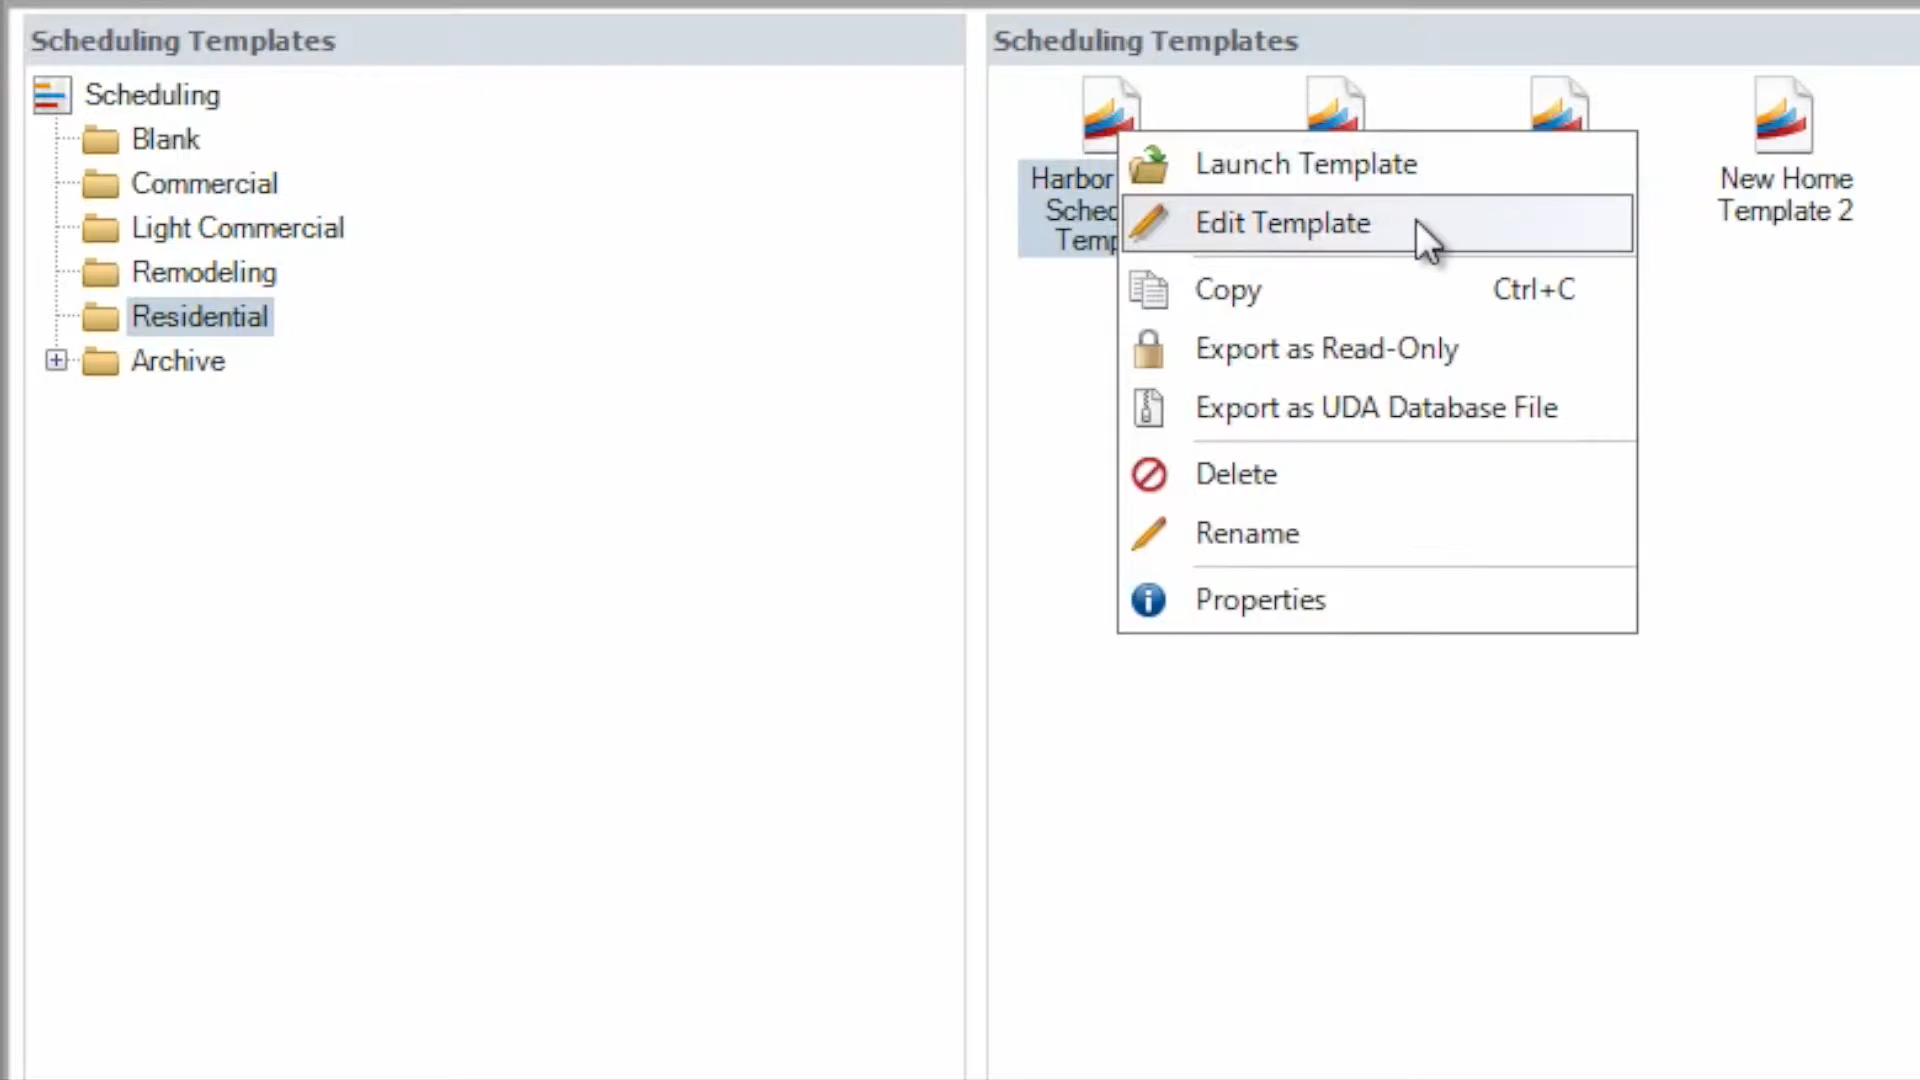 Scheduling Templates
Scheduling
Blank
Commercial
Light Commercial
Remodeling
Residential
Archive
Scheduling Templates
Harbor
New Home
Template 2
Launch Template
Edit Template
Copy Ctrl+C
Export as Read-Only
Export as UDA Database File
Delete
Rename
Properties